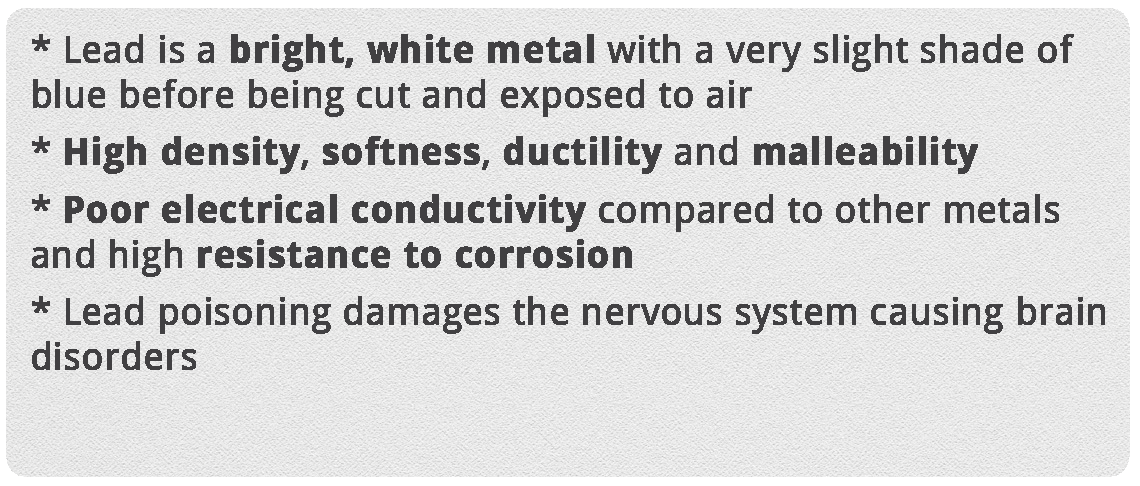 * Lead is a bright, white metal with a very slight shade of
blue before being cut and exposed to air
* High density, softness, ductility and malleability
* Poor electrical conductivity compared to other metals
and high resistance to corrosion
* Lead poisoning damages the nervous system causing brain
disorders